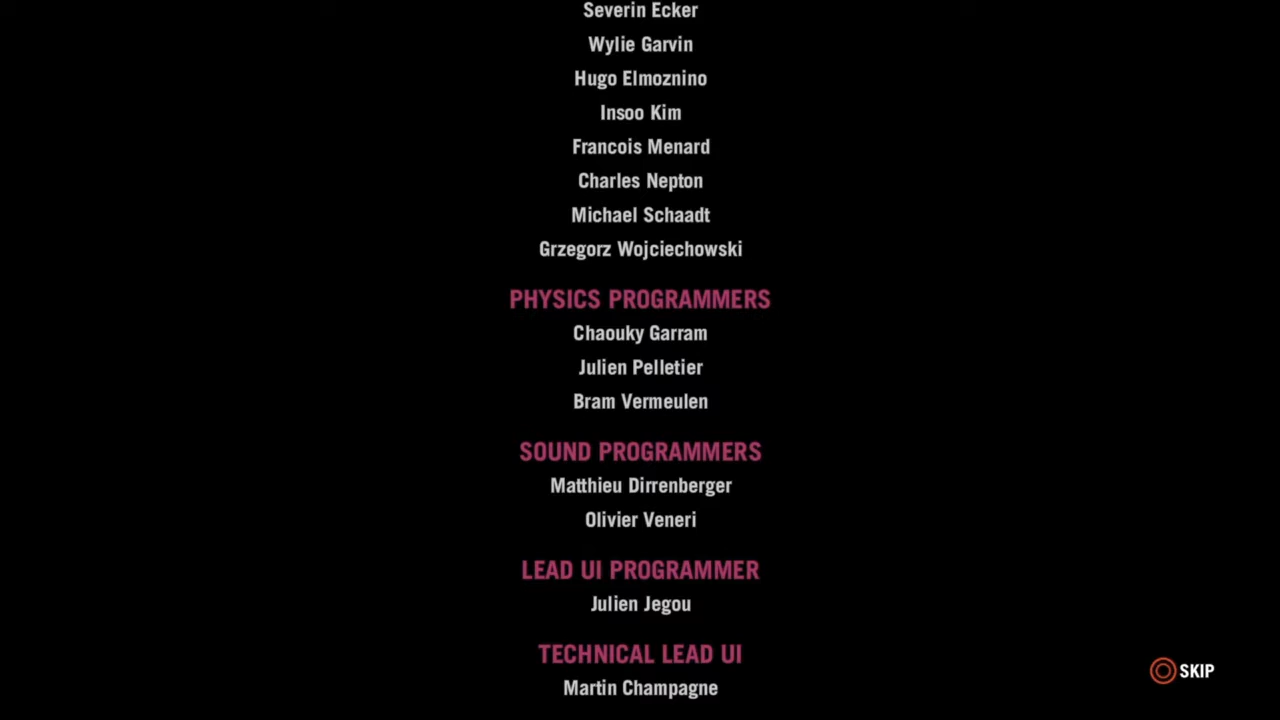 Severin Ecker
Wylie Garvin
Hugo Elmoznino
Insoo Kim
Francois Menard
Charles Nepton
Michael Schaadt
Grzegorz Wojciechowski
PHYSICS PROGRAMMERS
Chaouky Garram
Julien Pelletier
Bram Vermeulen
SOUND PROGRAMMERS
Matthieu Dirrenberger
Olivier Veneri
LEAD UI PROGRAMMER
Julien Jegou
TECHNICAL LEAD UI
Martin Champagne
SKIP